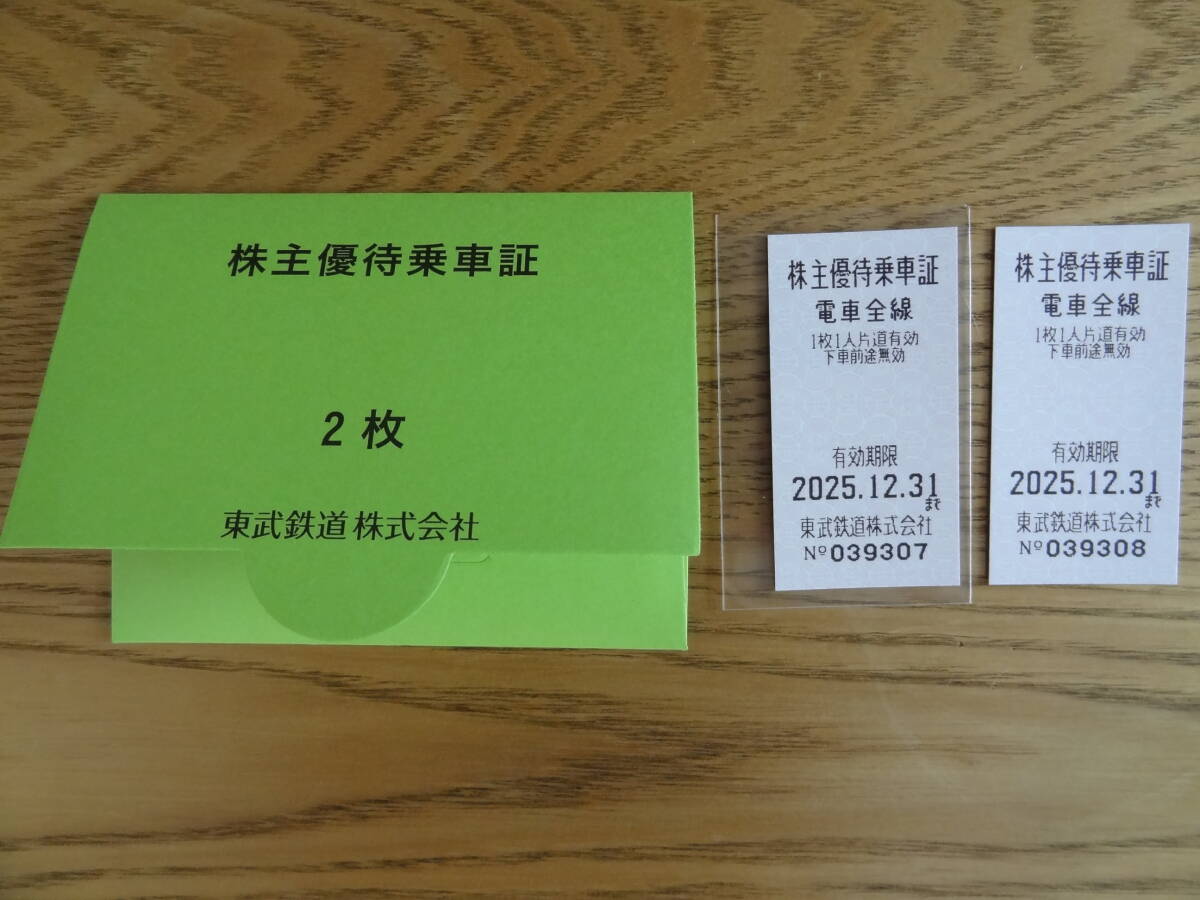 株主優待乗車証
2 枚
東武鉄道株式会社
株主優待乗車証
電車全線
1枚1人片道有効
下車前途無効
有効期限
2025.12.31
まで
東武鉄道株式会社
Nº039307
株主優待乗車証
電車全線
1枚1人片道有効
下車前途無効
有効期限
2025.12.31
まで
東武鉄道株式会社
Nº039308